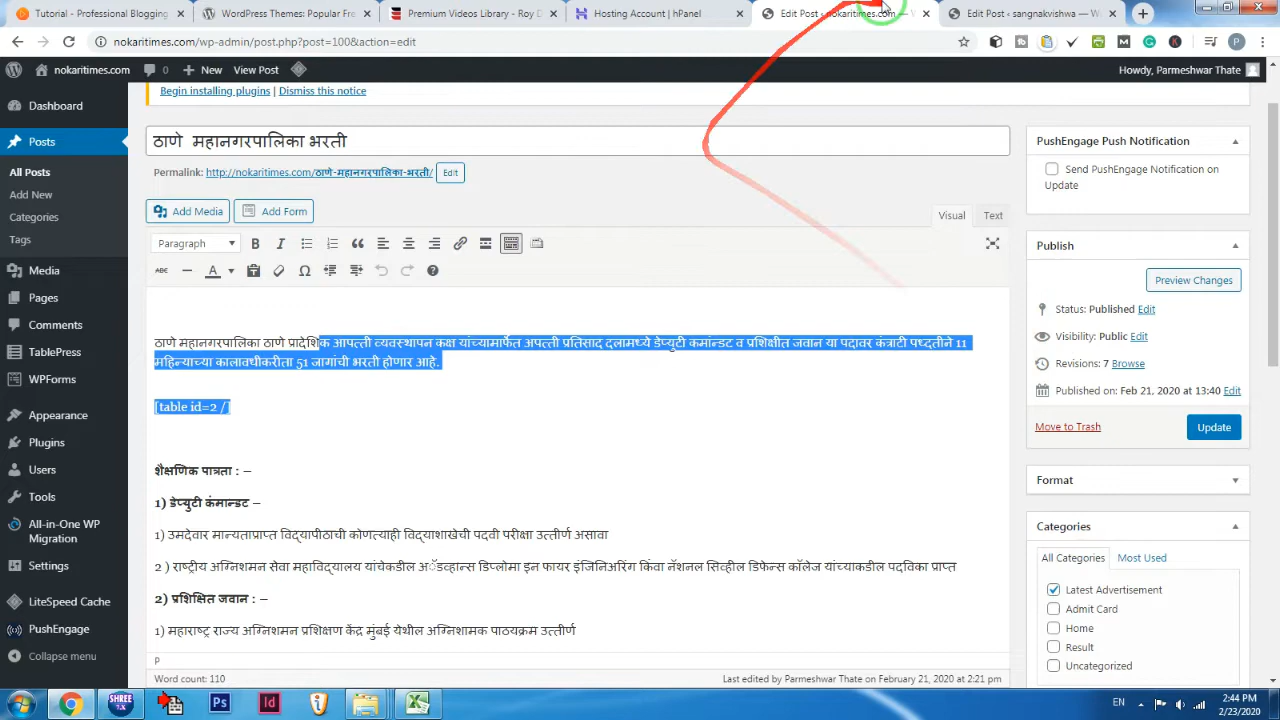 Tutorial - Professional Blogging
WordPress Themes: Popular Fre
Premium Videos Library – Roy D
My Account | hPanel
Edit Post ‹ nokaritimes.com — W
Edit Post ‹ sangnaxvishwa — W
nokaritimes.com/wp-admin/post.php?post=100&action=edit
nokaritimes.com
0
New
View Post
Howdy, Parmeshwar Thate
Begin installing plugins | Dismiss this notice
Dashboard
Posts
All Posts
Add New
Categories
Tags
Media
Pages
Comments
TablePress
WPForms
Appearance
Plugins
Users
Tools
All-in-One WP
Migration
Settings
LiteSpeed Cache
PushEngage
Collapse menu
ठाणे महानगरपालिका भरती
Permalink: http://nokaritimes.com/ठाणे-महानगरपालिका-भरती/ Edit
Add Media
Add Form
Visual
Text
Paragraph
ठाणे महानगरपालिका ठाणे प्रादेशिक आपत्ती व्यवस्थापन कक्ष यांच्यामार्फत अपत्ती प्रतिसाद दलामध्ये डेप्युटी कमांन्डट व प्रशिक्षीत जवान या पदावर कंत्राटी पध्दतीने 11
महिन्याच्या कालावधीकरीता 51 जागांची भरती होणार आहे.
[table id=2 /]
शैक्षणिक पात्रता : –
1) डेप्युटी कंमान्डट –
1) उमदेवार मान्यताप्राप्त विद्यापीठाची कोणत्याही विद्याशाखेची पदवी परीक्षा उत्तीर्ण असावा
2 ) राष्ट्रीय अग्निशमन सेवा महाविद्यालय यांचेकडील अॅडव्हान्स डिप्लोमा इन फायर इंजिनिअरिंग किंवा नॅशनल सिव्हील डिफेन्स कॉलेज यांच्याकडील पदविका प्राप्त
2) प्रशिक्षित जवान : –
1) महाराष्ट्र राज्य अग्निशमन प्रशिक्षण केंद्र मुंबई येथील अग्निशामक पाठयक्रम उत्तीर्ण
p
Word count: 110
Last edited by Parmeshwar Thate on February 21, 2020 at 2:21 pm
PushEngage Push Notification
Send PushEngage Notification on
Update
Publish
Preview Changes
Status: Published Edit
Visibility: Public Edit
Revisions: 7 Browse
Published on: Feb 21, 2020 at 13:40 Edit
Move to Trash
Update
Format
Categories
All Categories
Most Used
Latest Advertisement
Admit Card
Home
Result
Uncategorized
EN
2:44 PM
2/23/2020